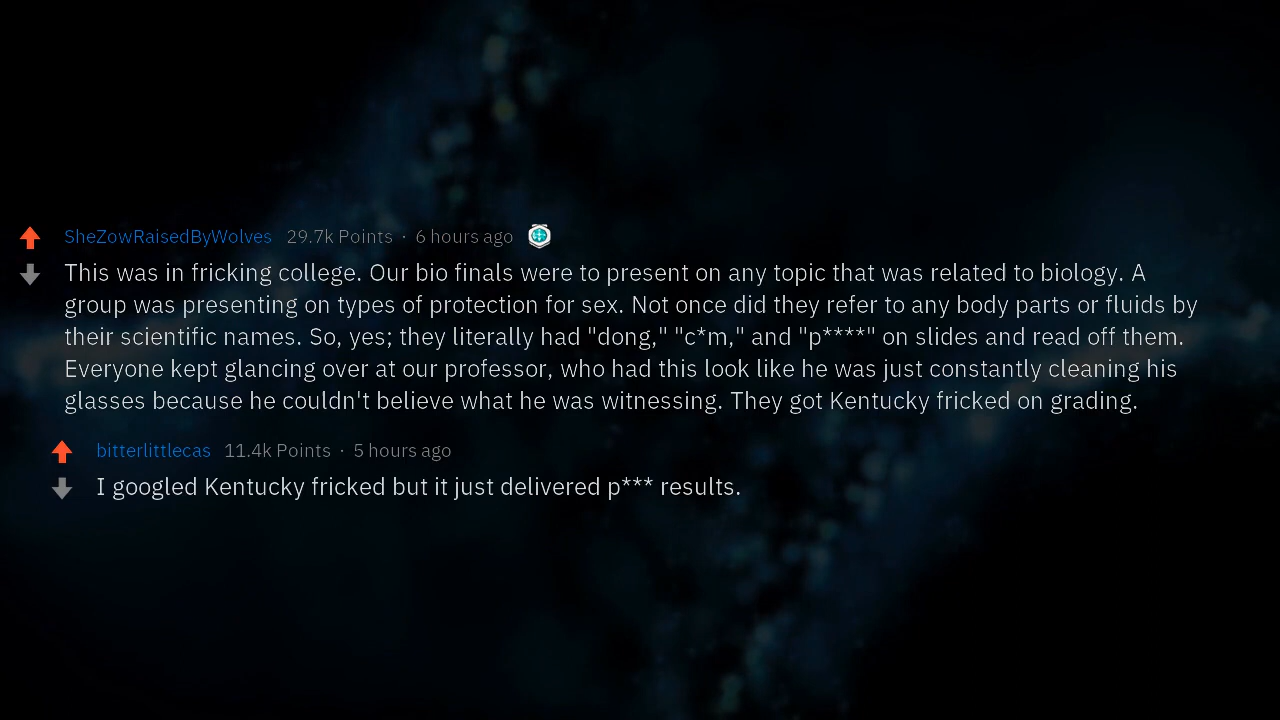 SheZowRaisedByWolves 29.7k Points · 6 hours ago
This was in fricking college. Our bio finals were to present on any topic that was related to biology. A
group was presenting on types of protection for sex. Not once did they refer to any body parts or fluids by
their scientific names. So, yes; they literally had "dong," "c*m," and "p****" on slides and read off them.
Everyone kept glancing over at our professor, who had this look like he was just constantly cleaning his
glasses because he couldn't believe what he was witnessing. They got Kentucky fricked on grading.
bitterlittlecas 11.4k Points · 5 hours ago
I googled Kentucky fricked but it just delivered p*** results.